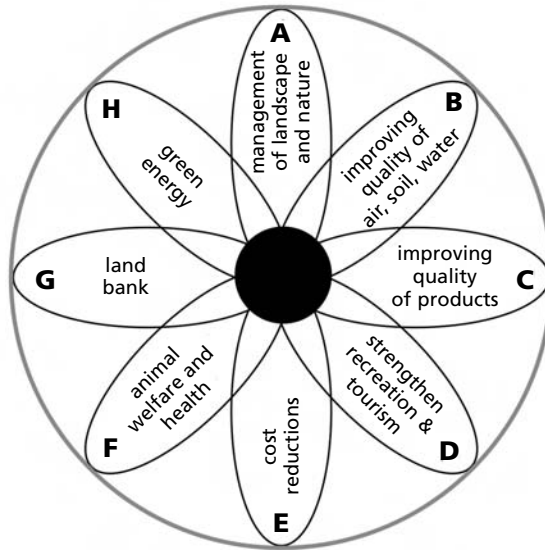 A
management
of landscape
and nature
B
improving
quality of
air, soil, water
C
improving
quality
of products
D
strengthen
recreation &
tourism
E
cost
reductions
F
animal
welfare and
health
G
land
bank
H
green
energy